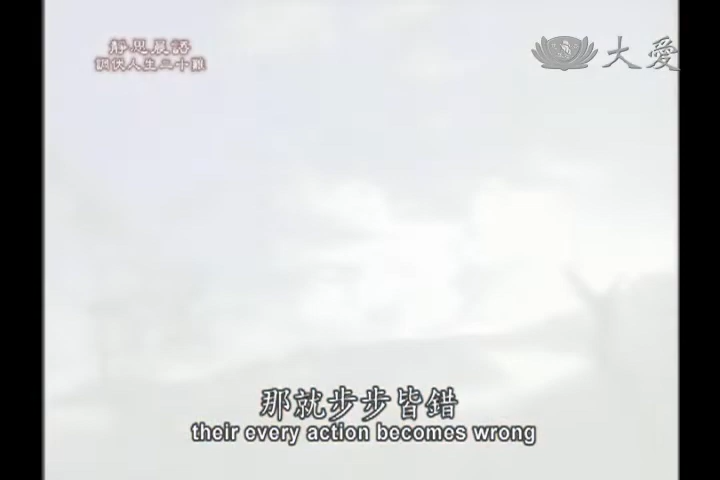 靜思晨語
調伏人生二十難
大愛
那就步步皆錯
their every action becomes wrong